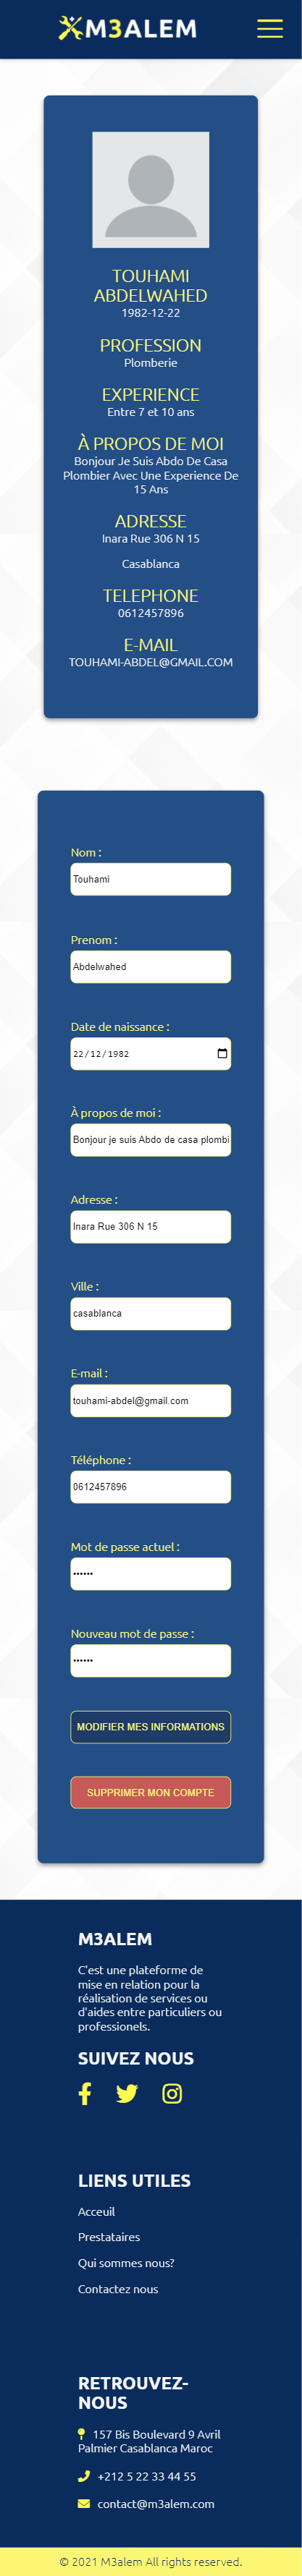 M3ALEM
TOUHAMI
ABDELWAHED
1982-12-22
PROFESSION
Plomberie
EXPERIENCE
Entre 7 et 10 ans
À PROPOS DE MOI
Bonjour Je Suis Abdo De Casa
Plombier Avec Une Experience De
15 Ans
ADRESSE
Inara Rue 306 N 15
Casablanca
TELEPHONE
0612457896
E-MAIL
TOUHAMI-ABDEL@GMAIL.COM
Nom :
Touhami
Prenom :
Abdelwahed
Date de naissance :
22/12/1982
À propos de moi :
Bonjour je suis Abdo de casa plombi
Adresse :
Inara Rue 306 N 15
Ville :
casablanca
E-mail :
touhami-abdel@gmail.com
Téléphone :
0612457896
Mot de passe actuel :
••••••
Nouveau mot de passe :
••••••
MODIFIER MES INFORMATIONS
SUPPRIMER MON COMPTE
M3ALEM
C'est une plateforme de
mise en relation pour la
réalisation de services ou
d'aides entre particuliers ou
professionels.
SUIVEZ NOUS
LIENS UTILES
Acceuil
Prestataires
Qui sommes nous?
Contactez nous
RETROUVEZ-
NOUS
157 Bis Boulevard 9 Avril
Palmier Casablanca Maroc
+212 5 22 33 44 55
contact@m3alem.com
© 2021 M3alem All rights reserved.